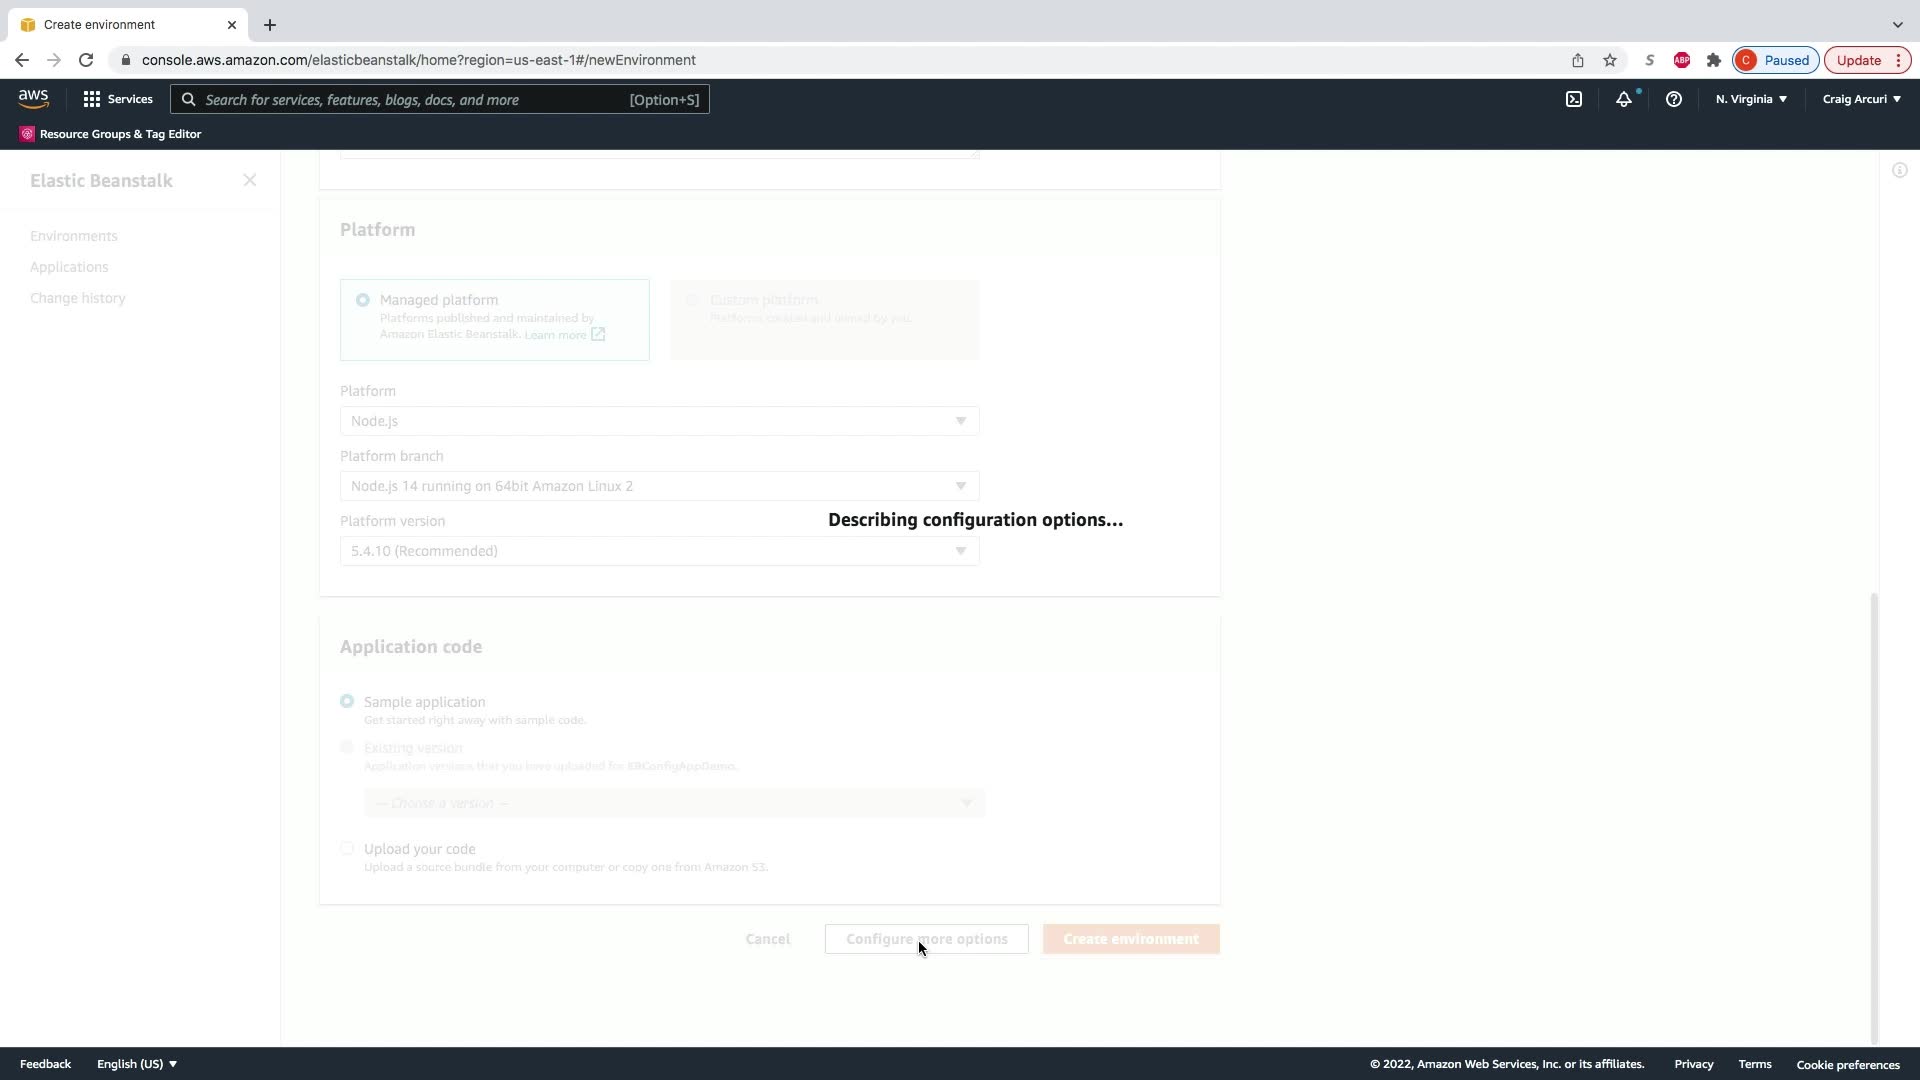 Create environment
console.aws.amazon.com/elasticbeanstalk/home?region=us-east-1#/newEnvironment
S
ABP
C Paused
Update
aws
Services
Search for services, features, blogs, docs, and more [Option+S]
N. Virginia
Craig Arcuri
Resource Groups & Tag Editor
Elastic Beanstalk
Environments
Applications
Change history
Platform
Managed platform
Platforms published and maintained by
Amazon Elastic Beanstalk. Learn more
Custom platform
Platforms created and owned by you.
Platform
Node.js
Platform branch
Node.js 14 running on 64bit Amazon Linux 2
Platform version
Describing configuration options...
5.4.10 (Recommended)
Application code
Sample application
Get started right away with sample code.
Existing version
Application versions that you have uploaded for EBConfigAppDemo.
-- Choose a version --
Upload your code
Upload a source bundle from your computer or copy one from Amazon S3.
Cancel
Configure more options
Create environment
Feedback
English (US)
© 2022, Amazon Web Services, Inc. or its affiliates.
Privacy
Terms
Cookie preferences